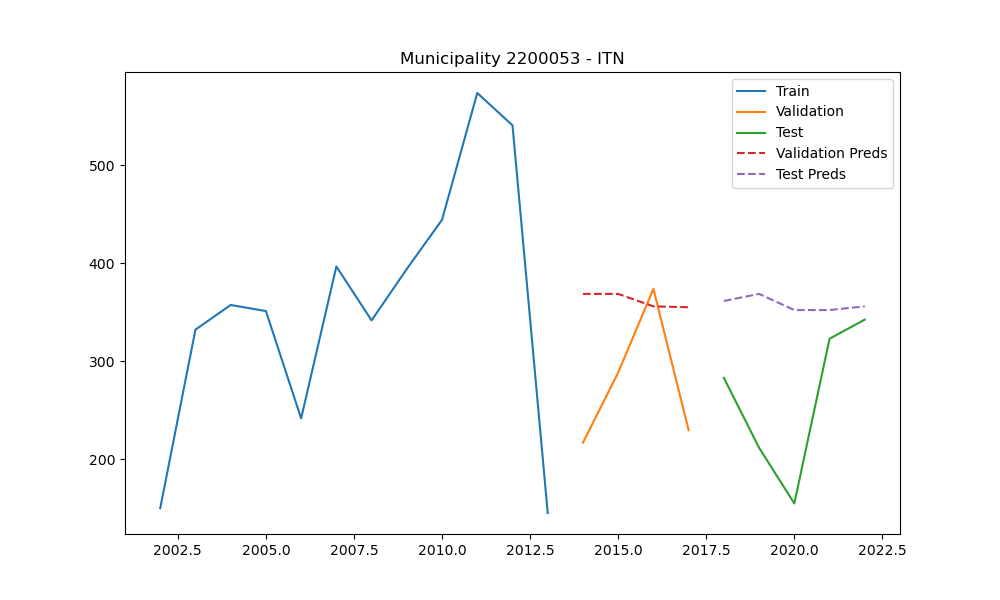 Municipality 2200053 - ITN
Train
Validation
Test
Validation Preds
Test Preds
500
400
300
200
2002.5 2005.0 2007.5 2010.0 2012.5 2015.0 2017.5 2020.0 2022.5